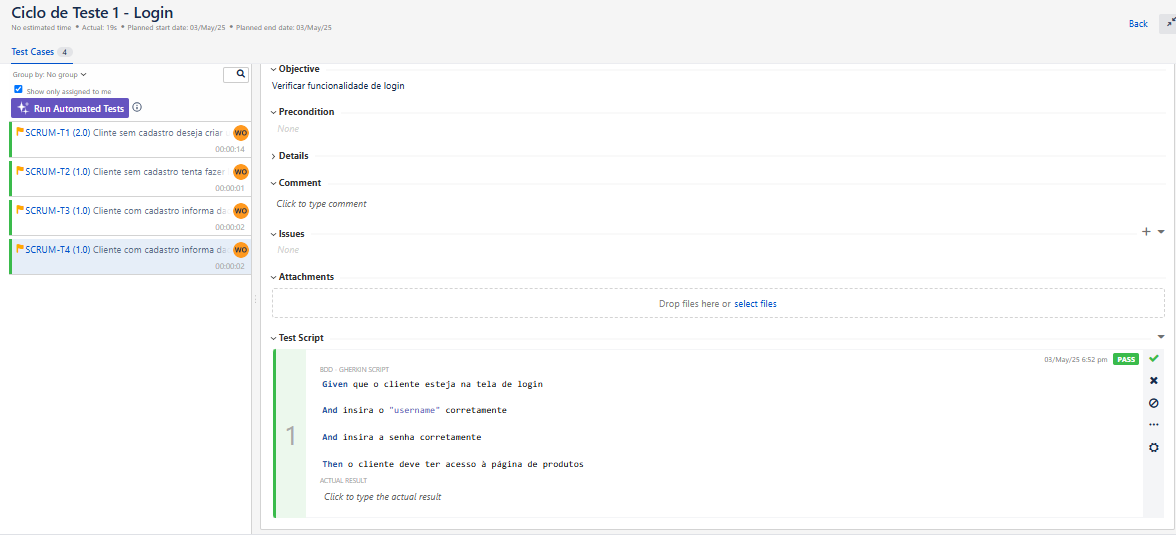 Ciclo de Teste 1 - Login
No estimated time • Actual: 19s • Planned start date: 03/May/25 • Planned end date: 03/May/25
Back
Test Cases 4
Group by: No group
Show only assigned to me
Run Automated Tests
SCRUM-T1 (2.0) Clinte sem cadastro deseja criar
WO
00:00:14
SCRUM-T2 (1.0) Cliente sem cadastro tenta fazer
WO
00:00:01
SCRUM-T3 (1.0) Cliente com cadastro informa da
WO
00:00:02
SCRUM-T4 (1.0) Cliente com cadastro informa da
WO
00:00:02
Objective
Verificar funcionalidade de login
Precondition
None
Details
Comment
Click to type comment
Issues
None
Attachments
Drop files here or select files
Test Script
03/May/25 6:52 pm PASS
1
BDD - GHERKIN SCRIPT
Given que o cliente esteja na tela de login
And insira o "username" corretamente
And insira a senha corretamente
Then o cliente deve ter acesso à página de produtos
ACTUAL RESULT
Click to type the actual result